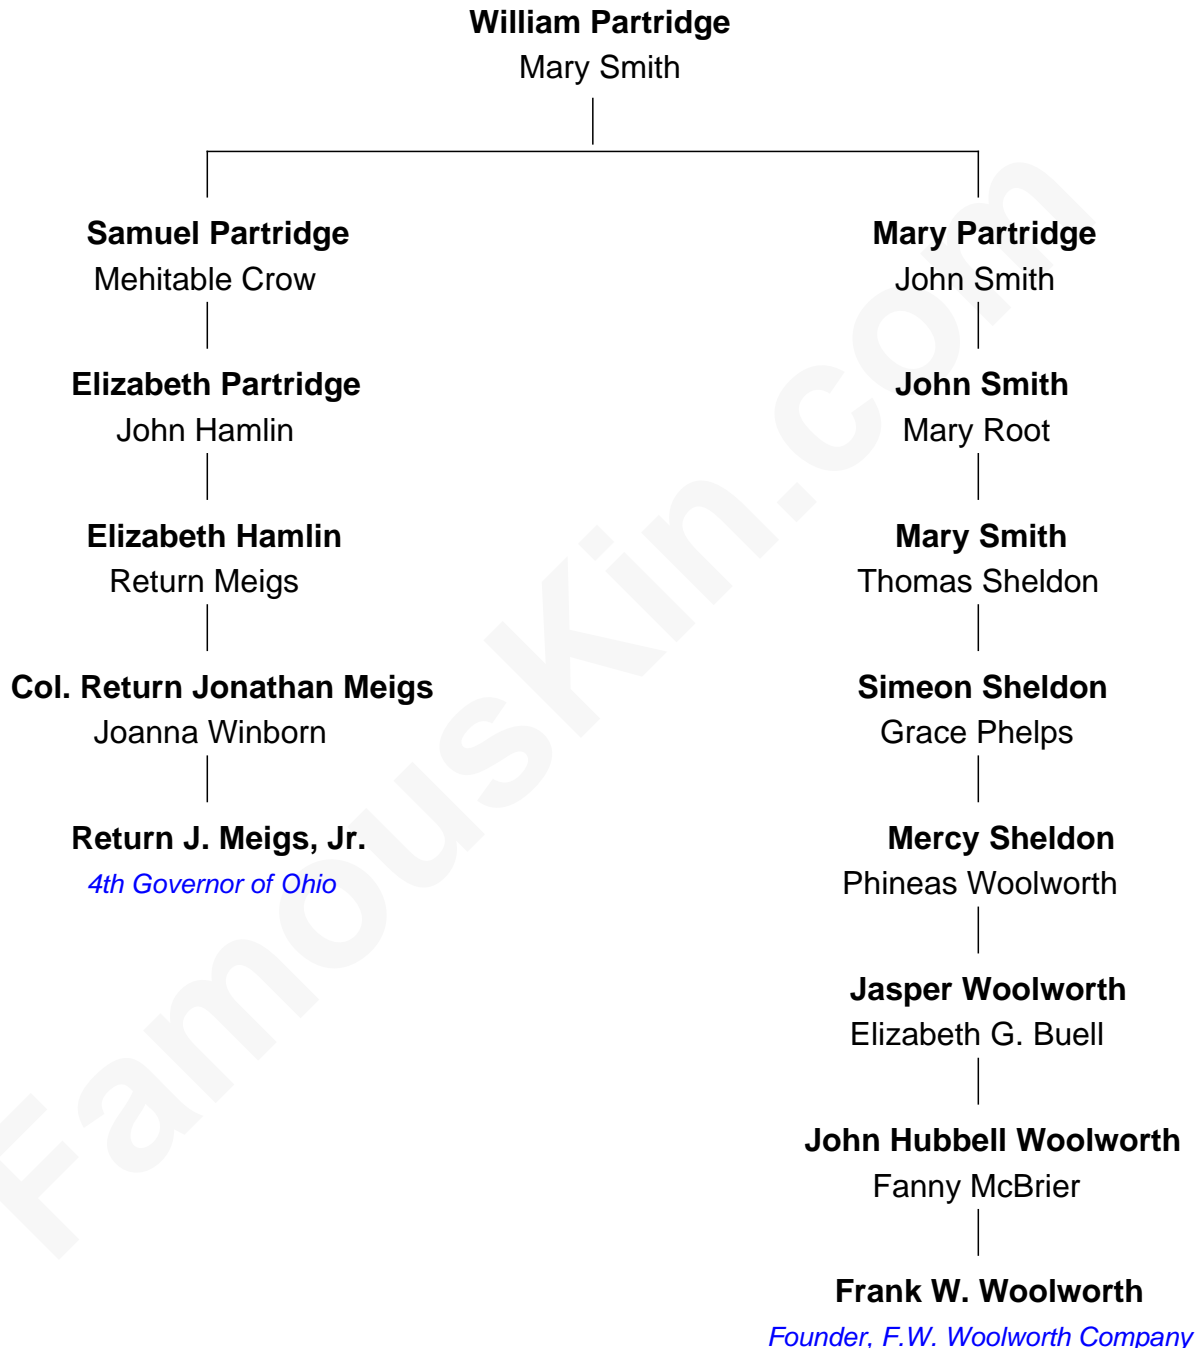 William Partridge
Mary Smith
Samuel Partridge
Mehitable Crow
Elizabeth Partridge
John Hamlin
Elizabeth Hamlin
Return Meigs
Col. Return Jonathan Meigs
Joanna Winborn
Return J. Meigs, Jr.
4th Governor of Ohio
Mary Partridge
John Smith
John Smith
Mary Root
Mary Smith
Thomas Sheldon
Simeon Sheldon
Grace Phelps
Mercy Sheldon
Phineas Woolworth
Jasper Woolworth
Elizabeth G. Buell
John Hubbell Woolworth
Fanny McBrier
Frank W. Woolworth
Founder, F.W. Woolworth Company
FamousKin.com